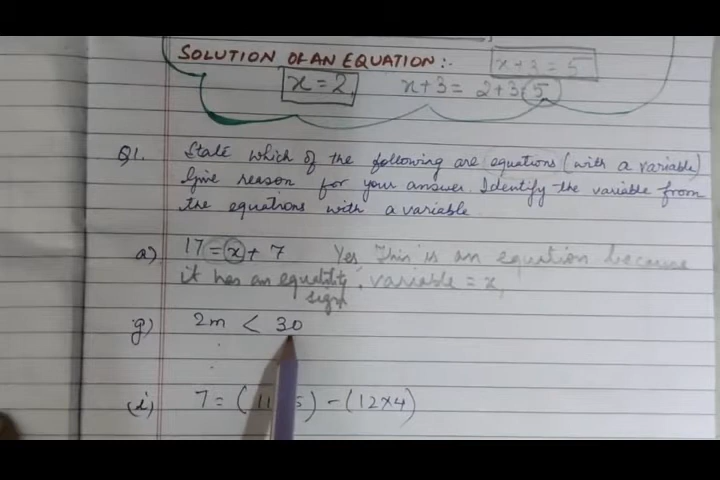 SOLUTION OF AN EQUATION:-
x+3 = 5
x = 2, x+3 = 2+3 5
Q1. State which of the following are equations (with a variable)
Give reason for your answer. Identify the variable from
the equations with a variable.
a) 17 = x + 7 Yes This is an equation because
it has an equality sign, variable = x,
g) 2m < 30
(i) 7 = (11 5) - (12×4)